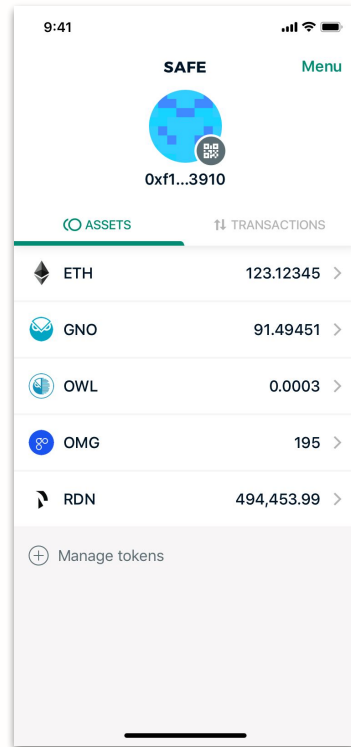 9:41
SAFE Menu
0xf1...3910
ASSETS TRANSACTIONS
ETH 123.12345
GNO 91.49451
OWL 0.0003
OMG 195
RDN 494,453.99
Manage tokens